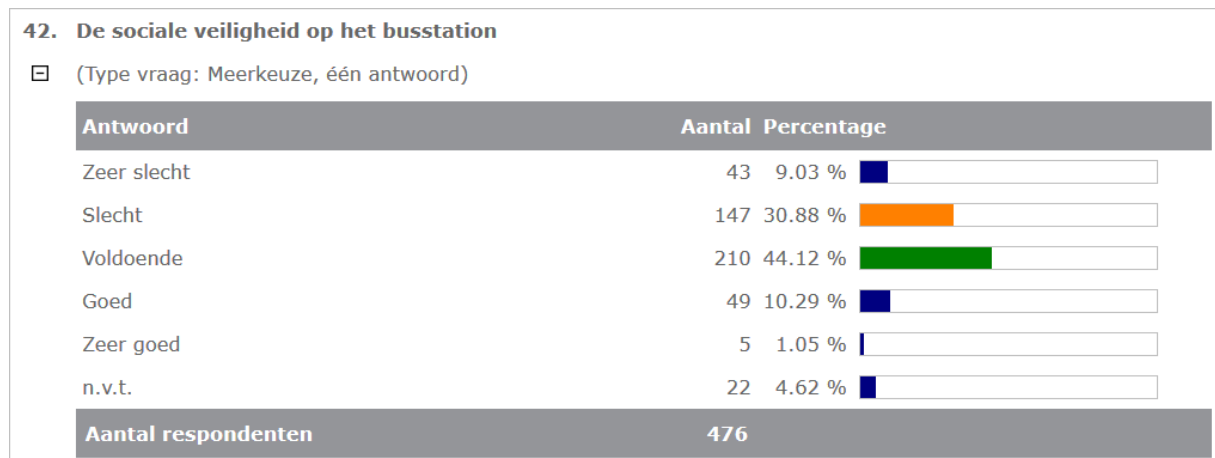 42. De sociale veiligheid op het busstation
(Type vraag: Meerkeuze, één antwoord)
Antwoord Aantal Percentage
Zeer slecht 43 9.03 %
Slecht 147 30.88 %
Voldoende 210 44.12 %
Goed 49 10.29 %
Zeer goed 5 1.05 %
n.v.t. 22 4.62 %
Aantal respondenten 476